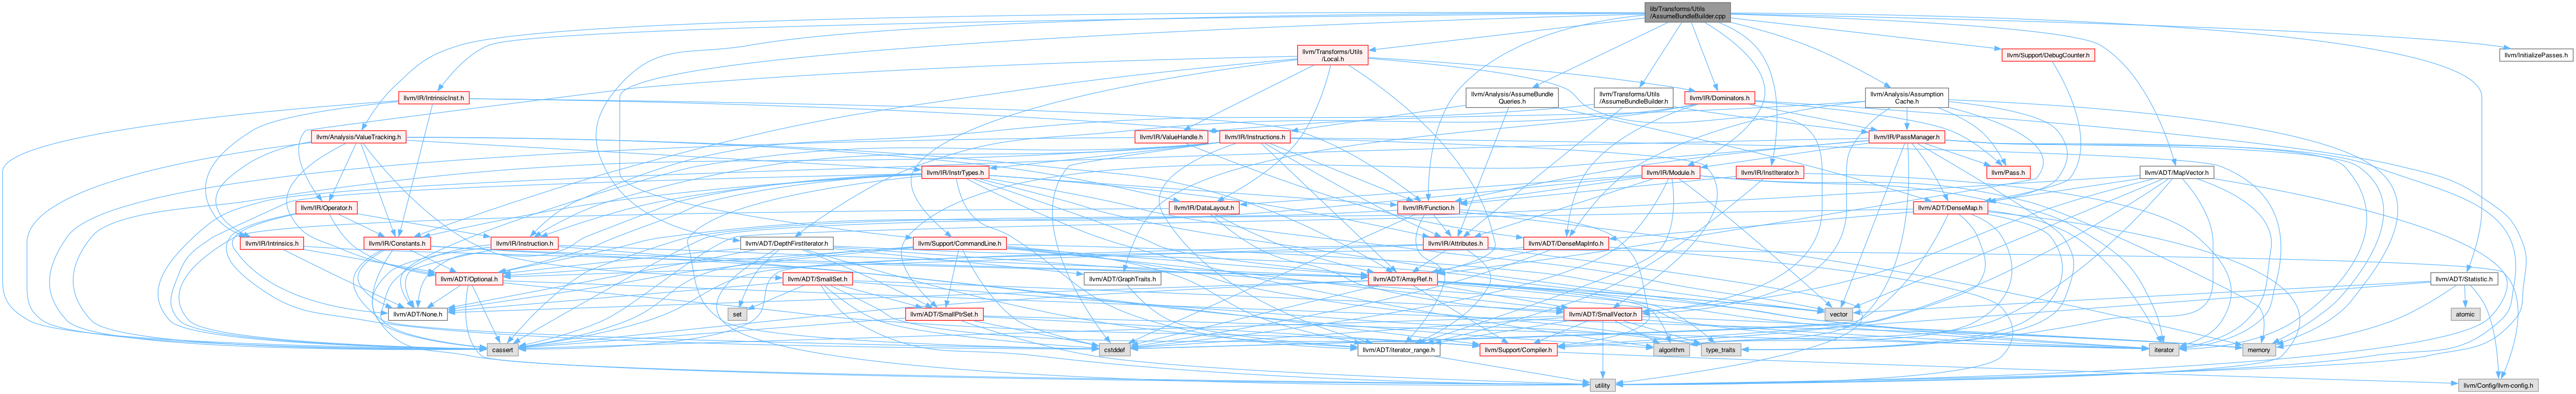 lib/Transforms/Utils
/AssumeBundleBuilder.cpp
llvm/Transforms/Utils
/Local.h
llvm/Support/DebugCounter.h
llvm/InitializePasses.h
llvm/IR/IntrinsicInst.h
llvm/Analysis/AssumeBundle
Queries.h
llvm/Transforms/Utils
/AssumeBundleBuilder.h
llvm/IR/Dominators.h
llvm/Analysis/Assumption
Cache.h
llvm/Analysis/ValueTracking.h
llvm/IR/ValueHandle.h
llvm/IR/Instructions.h
llvm/IR/PassManager.h
llvm/IR/InstrTypes.h
llvm/IR/Module.h
llvm/IR/InstIterator.h
llvm/Pass.h
llvm/ADT/MapVector.h
llvm/IR/Operator.h
llvm/IR/DataLayout.h
llvm/IR/Function.h
llvm/ADT/DenseMap.h
llvm/IR/Intrinsics.h
llvm/IR/Constants.h
llvm/IR/Instruction.h
llvm/ADT/DepthFirstIterator.h
llvm/Support/CommandLine.h
llvm/IR/Attributes.h
llvm/ADT/DenseMapInfo.h
llvm/ADT/Optional.h
llvm/ADT/SmallSet.h
llvm/ADT/GraphTraits.h
llvm/ADT/ArrayRef.h
llvm/ADT/Statistic.h
llvm/ADT/None.h
set
llvm/ADT/SmallPtrSet.h
llvm/ADT/SmallVector.h
vector
atomic
cassert
cstddef
llvm/ADT/iterator_range.h
llvm/Support/Compiler.h
algorithm
type_traits
iterator
memory
utility
llvm/Config/llvm-config.h